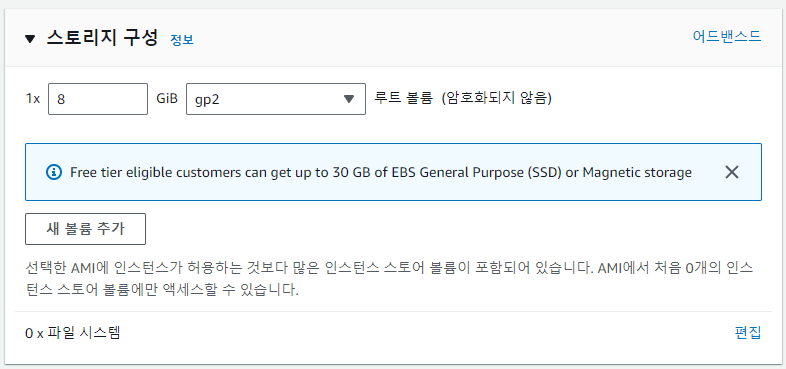 스토리지 구성 정보 어드밴스드
1x 8 GiB gp2 루트 볼륨 (암호화되지 않음)
Free tier eligible customers can get up to 30 GB of EBS General Purpose (SSD) or Magnetic storage
새 볼륨 추가
선택한 AMI에 인스턴스가 허용하는 것보다 많은 인스턴스 스토어 볼륨이 포함되어 있습니다. AMI에서 처음 0개의 인스
턴스 스토어 볼륨에만 액세스할 수 있습니다.
0 x 파일 시스템 편집